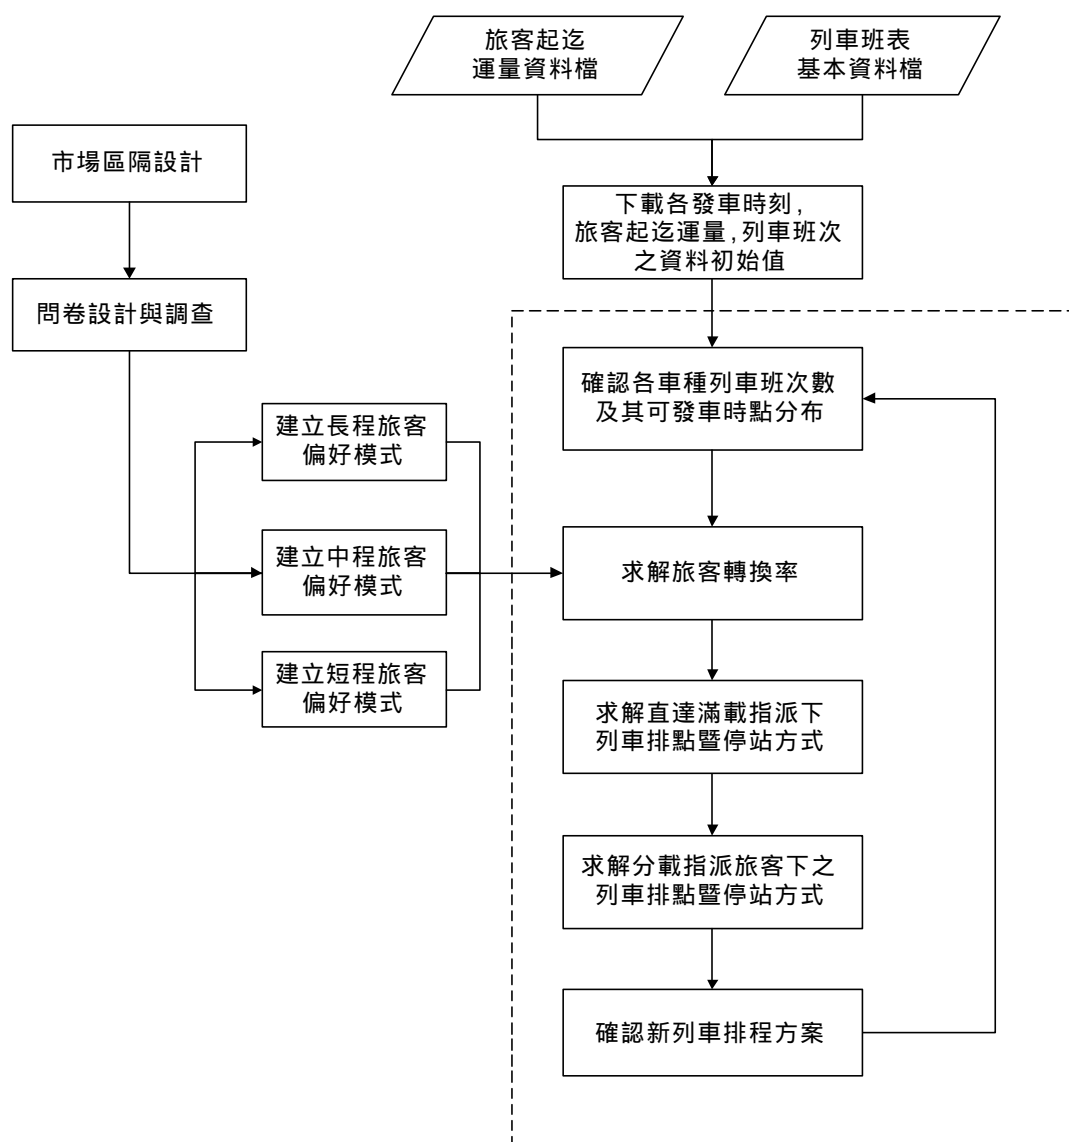 旅客起迄
運量資料檔
列車班表
基本資料檔
市場區隔設計
下載各發車時刻,
旅客起迄運量,列車班次
之資料初始值
問卷設計與調查
確認各車種列車班次數
及其可發車時點分布
建立長程旅客
偏好模式
建立中程旅客
偏好模式
求解旅客轉換率
建立短程旅客
偏好模式
求解直達滿載指派下
列車排點暨停站方式
求解分載指派旅客下之
列車排點暨停站方式
確認新列車排程方案